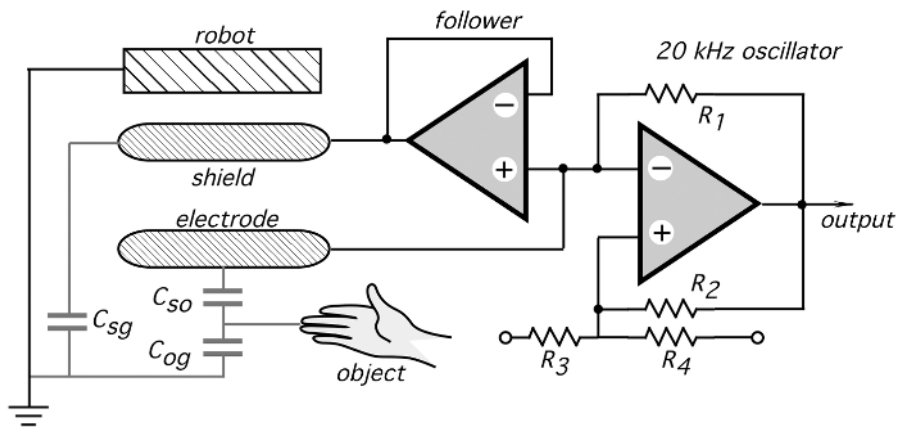 follower
robot
20 kHz oscillator
R1
shield
electrode
output
Cso
R2
Csg
Cog
R3
R4
object